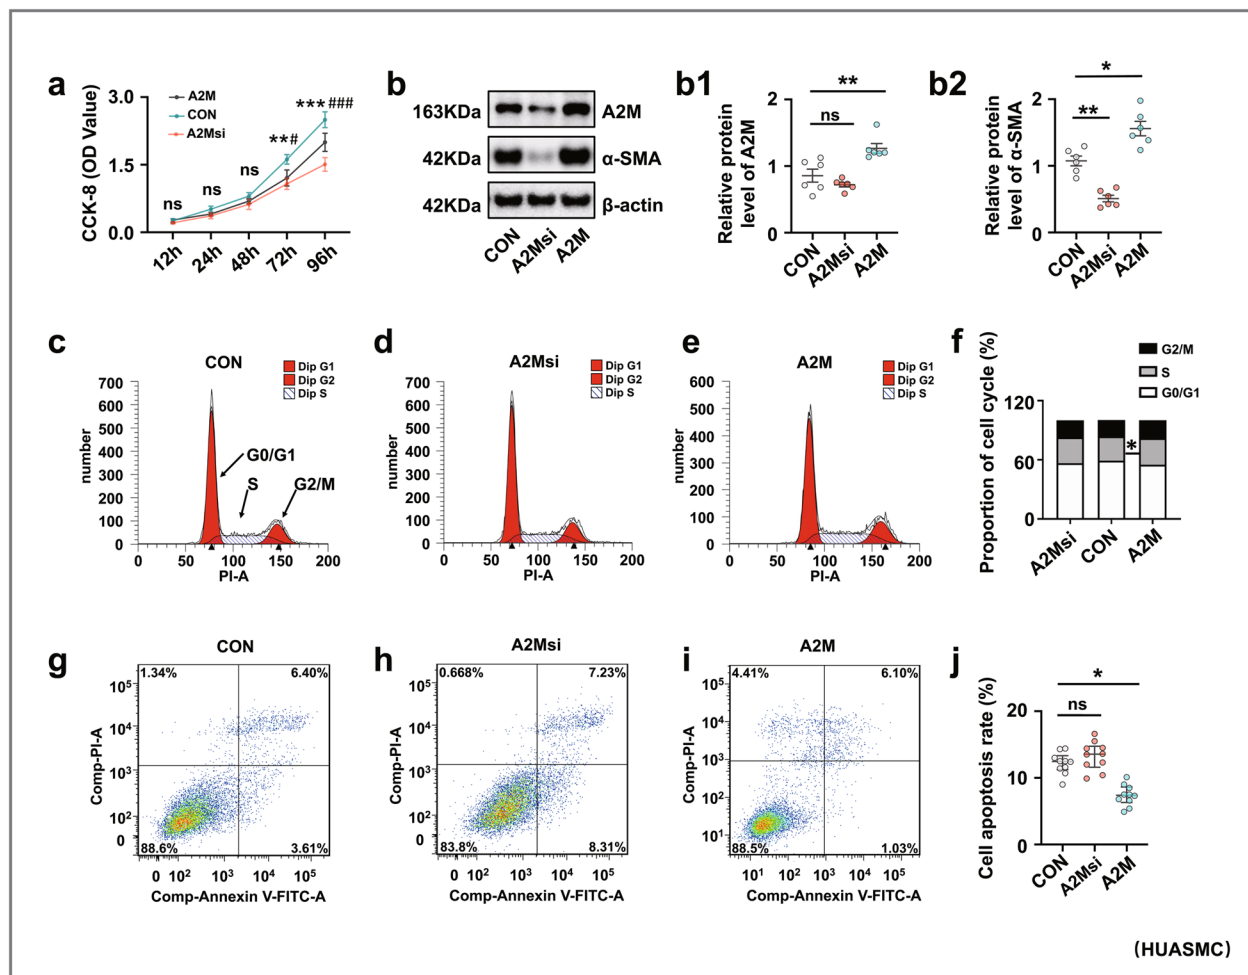 a
A2M
CON
A2Msi
CCK-8 (OD Value)
3.0
1.5
0.0
ns
ns
ns
**#
***###
12h
24h
48h
72h
96h
b
163KDa
A2M
42KDa
α-SMA
42KDa
β-actin
CON
A2Msi
A2M
b1
Relative protein
level of A2M
2
1
0
**
ns
CON
A2Msi
A2M
b2
Relative protein
level of α-SMA
2
1
0
*
**
CON
A2Msi
A2M
c
CON
Dip G1
Dip G2
Dip S
number
700
600
500
400
300
200
100
0
G0/G1
S
G2/M
0
50
100
150
200
PI-A
d
A2Msi
Dip G1
Dip G2
Dip S
700
600
500
400
300
200
100
0
0
50
100
150
200
PI-A
e
A2M
Dip G1
Dip G2
Dip S
number
600
500
400
300
200
100
0
0
50
100
150
200
PI-A
f
G2/M
S
G0/G1
Proportion of cell cycle (%)
120
60
0
*
A2Msi
CON
A2M
g
CON
1.34%
6.40%
88.6%
3.61%
Comp-PI-A
10⁵
10⁴
10³
10²
0
0
10²
10³
10⁴
10⁵
Comp-Annexin V-FITC-A
h
A2Msi
0.668%
7.23%
83.8%
8.31%
Comp-PI-A
10⁵
10⁴
10³
10²
0
0
10²
10³
10⁴
10⁵
Comp-Annexin V-FITC-A
i
A2M
4.41%
6.10%
88.5%
1.03%
Comp-PI-A
10⁵
10⁴
10³
10²
10¹
10¹
10²
10³
10⁴
10⁵
Comp-Annexin V-FITC-A
j
Cell apoptosis rate (%)
20
10
0
*
ns
CON
A2Msi
A2M
(HUASMC)